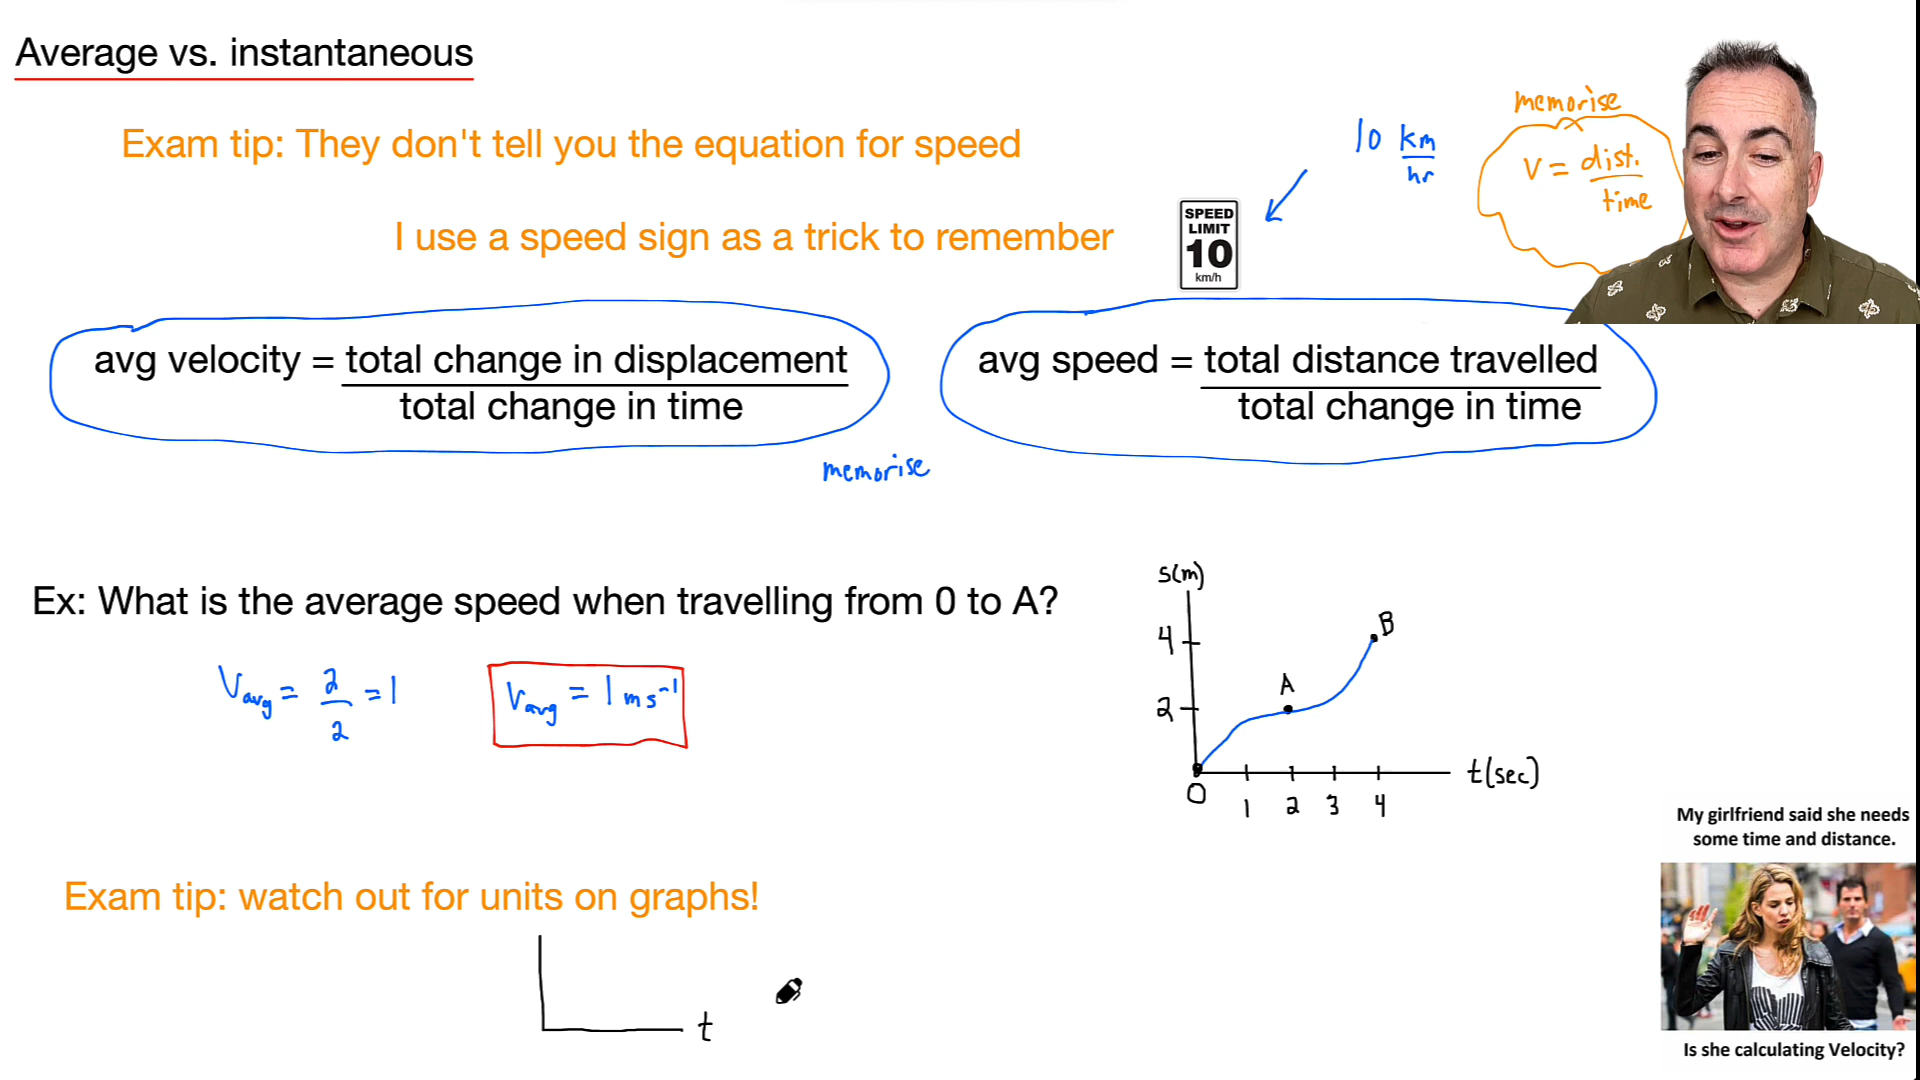 Average vs. instantaneous
Exam tip: They don't tell you the equation for speed
I use a speed sign as a trick to remember
SPEED
LIMIT
10
km/h
10 km/hr
memorise
v = dist./time
avg velocity = total change in displacement
total change in time
avg speed = total distance travelled
total change in time
memorise
Ex: What is the average speed when travelling from 0 to A?
Vavg = 2/2 = 1
Vavg = 1 ms⁻¹
s(m)
4
2
A
B
0
1 2 3 4
t(sec)
Exam tip: watch out for units on graphs!
t
My girlfriend said she needs
some time and distance.
Is she calculating Velocity?